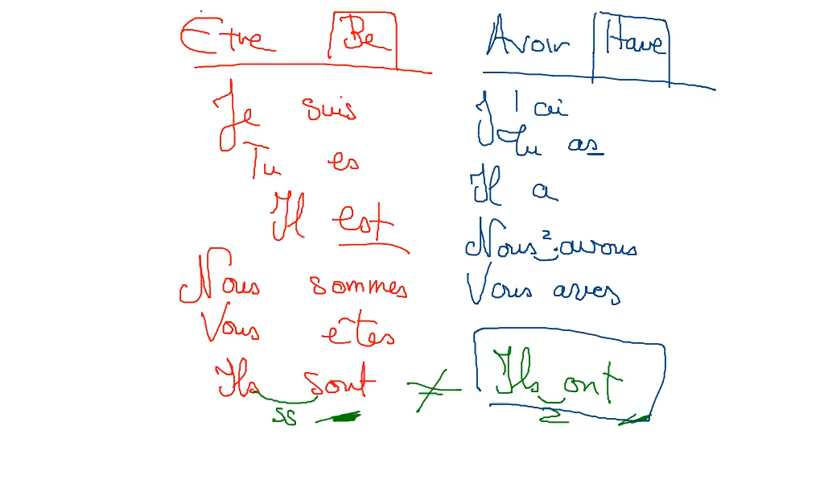 Etre Be
Je suis
Tu es
Il est
Nous sommes
Vous êtes
Ils sont
ss
≠
Avoir Have
J'ai
Tu as
Il a
Nous avons
z
Vous avez
Ils ont
z